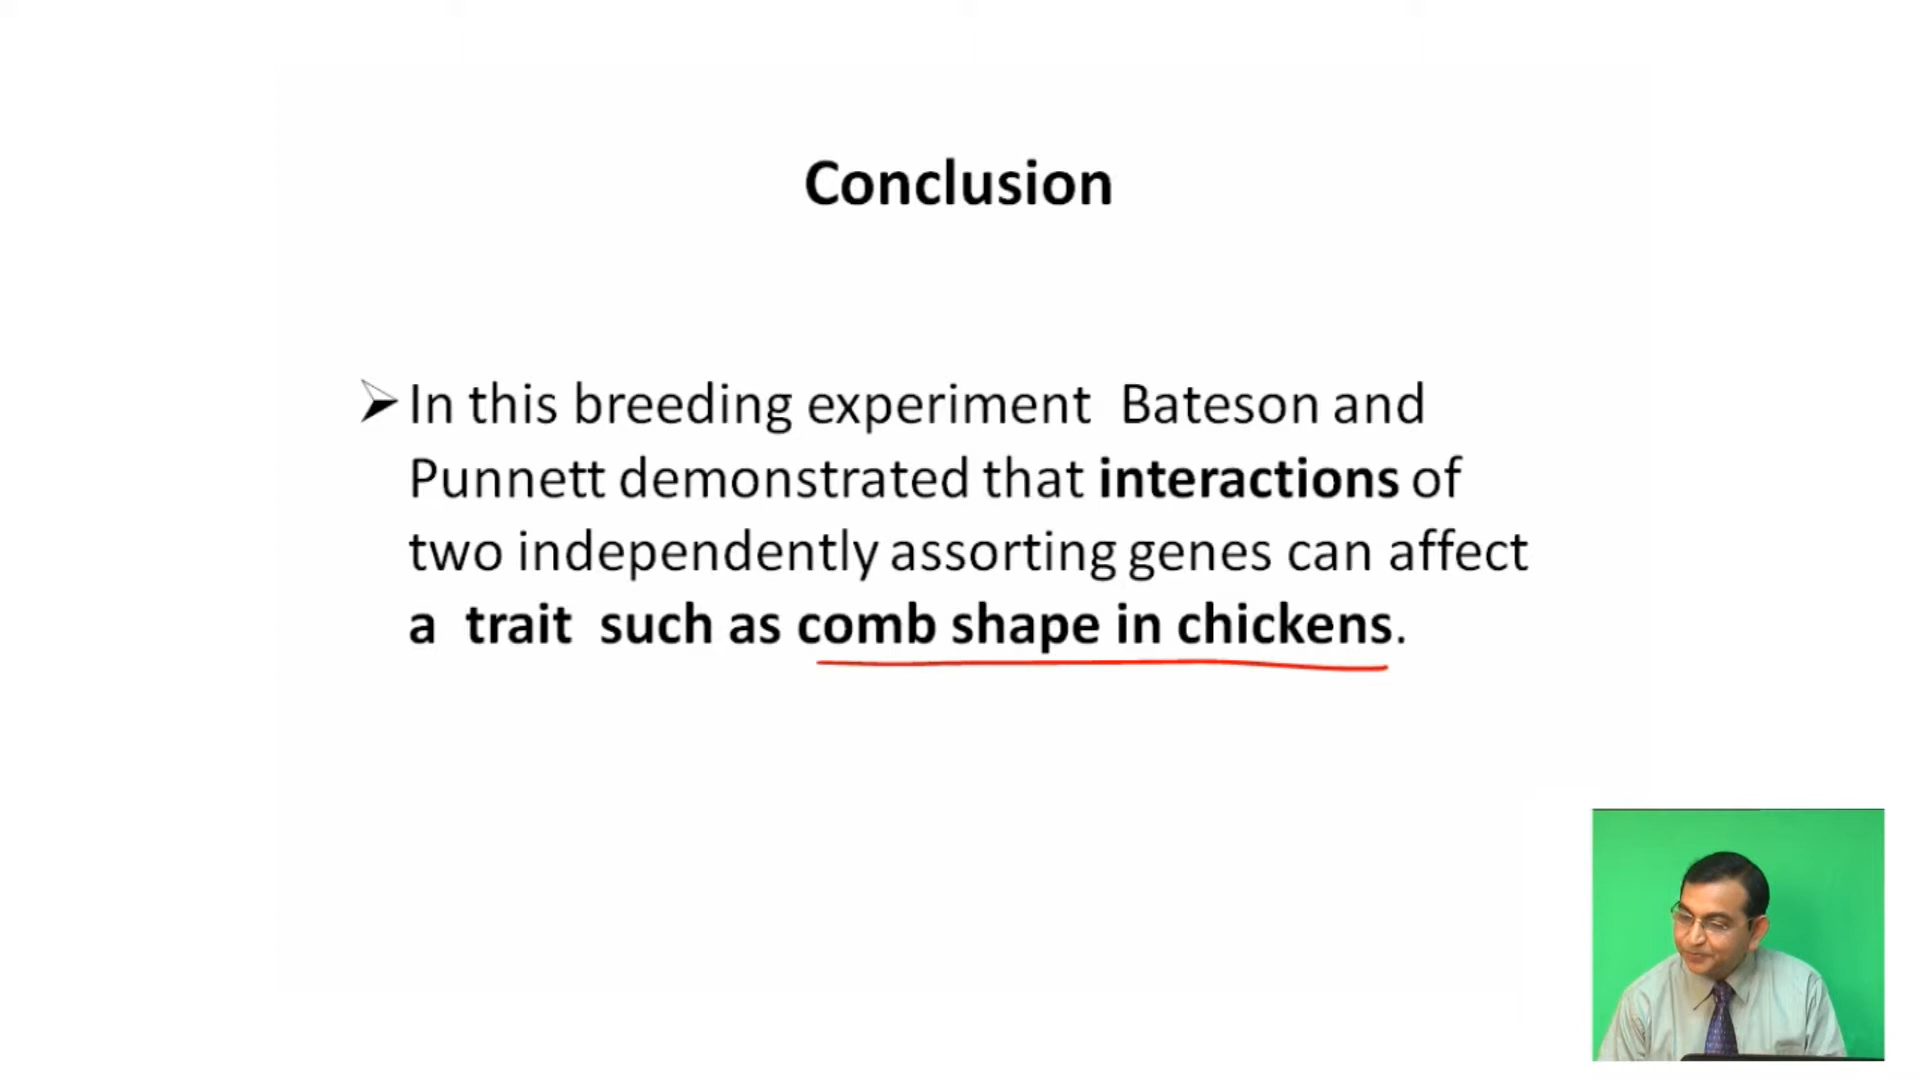 Conclusion
➢In this breeding experiment Bateson and
Punnett demonstrated that interactions of
two independently assorting genes can affect
a trait such as comb shape in chickens.